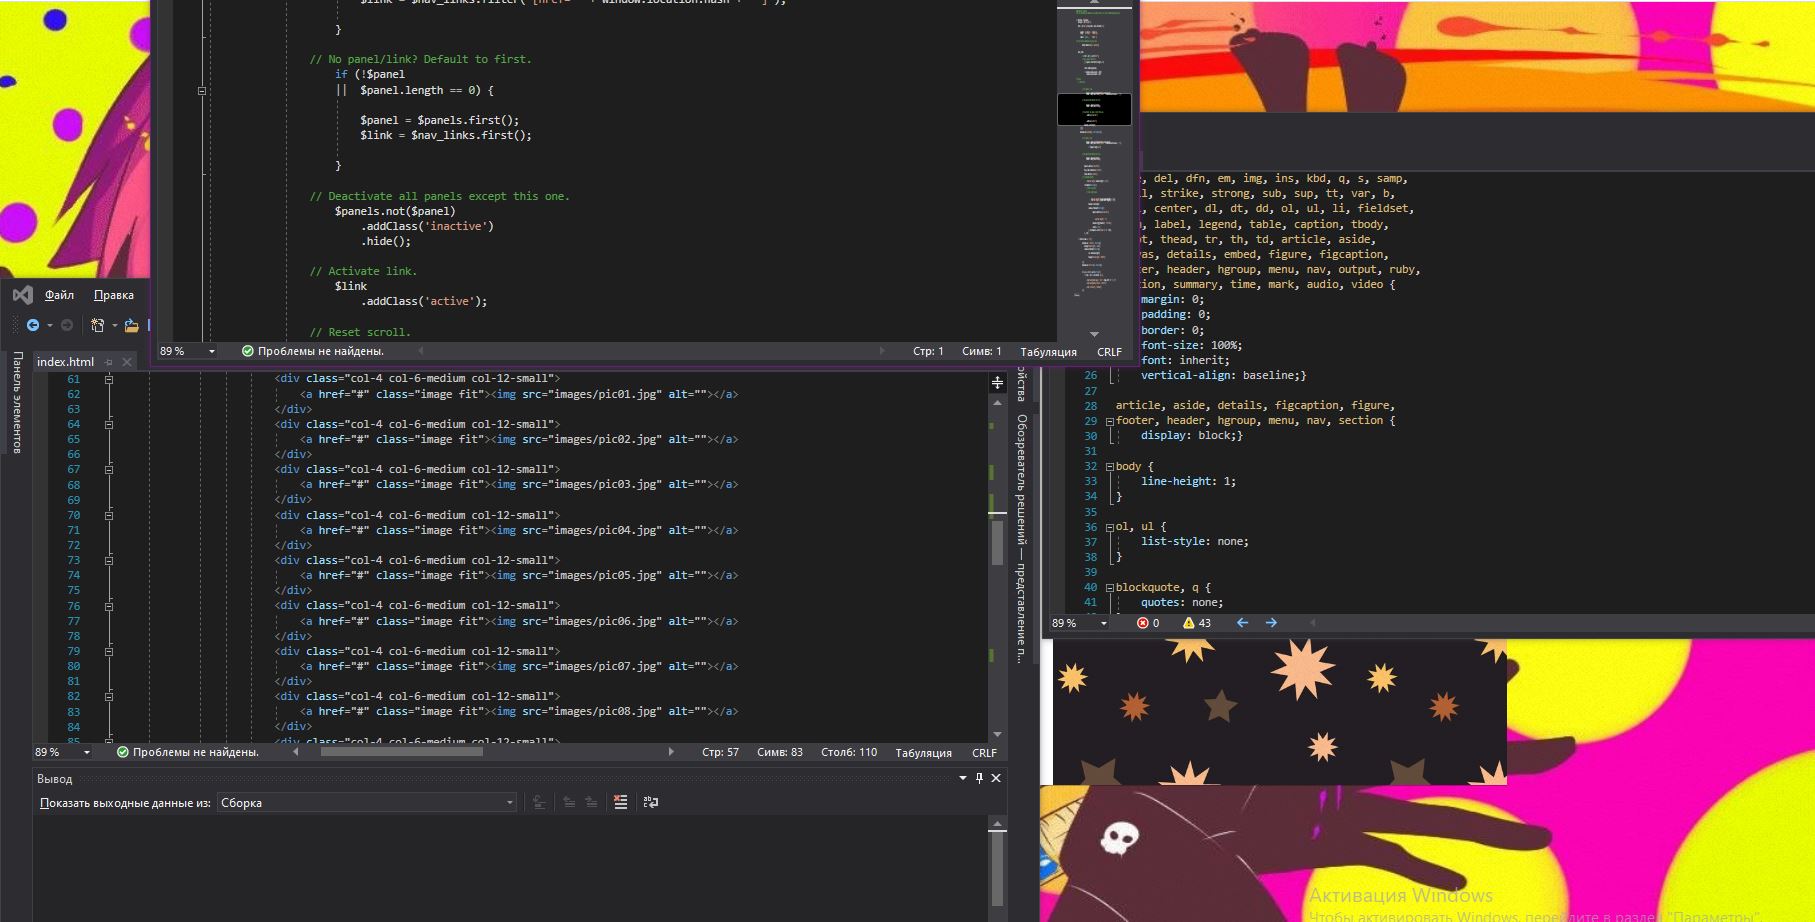 $link = $nav_links.filter('[href="' + window.location.hash + '"]');
}
// No panel/link? Default to first.
if (!$panel
|| $panel.length == 0) {
$panel = $panels.first();
$link = $nav_links.first();
}
// Deactivate all panels except this one.
$panels.not($panel)
.addClass('inactive')
.hide();
// Activate link.
$link
.addClass('active');
// Reset scroll.
89 % Проблемы не найдены. Стр: 1 Симв: 1 Табуляция CRLF
Файл Правка
Панель элементов
index.html
61 <div class="col-4 col-6-medium col-12-small">
62 <a href="#" class="image fit"><img src="images/pic01.jpg" alt=""></a>
63 </div>
64 <div class="col-4 col-6-medium col-12-small">
65 <a href="#" class="image fit"><img src="images/pic02.jpg" alt=""></a>
66 </div>
67 <div class="col-4 col-6-medium col-12-small">
68 <a href="#" class="image fit"><img src="images/pic03.jpg" alt=""></a>
69 </div>
70 <div class="col-4 col-6-medium col-12-small">
71 <a href="#" class="image fit"><img src="images/pic04.jpg" alt=""></a>
72 </div>
73 <div class="col-4 col-6-medium col-12-small">
74 <a href="#" class="image fit"><img src="images/pic05.jpg" alt=""></a>
75 </div>
76 <div class="col-4 col-6-medium col-12-small">
77 <a href="#" class="image fit"><img src="images/pic06.jpg" alt=""></a>
78 </div>
79 <div class="col-4 col-6-medium col-12-small">
80 <a href="#" class="image fit"><img src="images/pic07.jpg" alt=""></a>
81 </div>
82 <div class="col-4 col-6-medium col-12-small">
83 <a href="#" class="image fit"><img src="images/pic08.jpg" alt=""></a>
84 </div>
85 <div class="col-4 col-6-medium col-12-small">
89 % Проблемы не найдены. Стр: 57 Симв: 83 Столб: 110 Табуляция CRLF
Вывод
Показать выходные данные из: Сборка
Обозреватель решений — представление п...
, del, dfn, em, img, ins, kbd, q, s, samp,
, strike, strong, sub, sup, tt, var, b,
, center, dl, dt, dd, ol, ul, li, fieldset,
, label, legend, table, caption, tbody,
, thead, tr, th, td, article, aside,
, details, embed, figure, figcaption,
, header, hgroup, menu, nav, output, ruby,
, summary, time, mark, audio, video {
margin: 0;
padding: 0;
border: 0;
font-size: 100%;
font: inherit;
26 vertical-align: baseline;}
27
28 article, aside, details, figcaption, figure,
29 footer, header, hgroup, menu, nav, section {
30 display: block;}
31
32 body {
33 line-height: 1;
34 }
35
36 ol, ul {
37 list-style: none;
38 }
39
40 blockquote, q {
41 quotes: none;
89 % 0 43
Активация Windows
Чтобы активировать Windows, перейдите в раздел "Параметры".